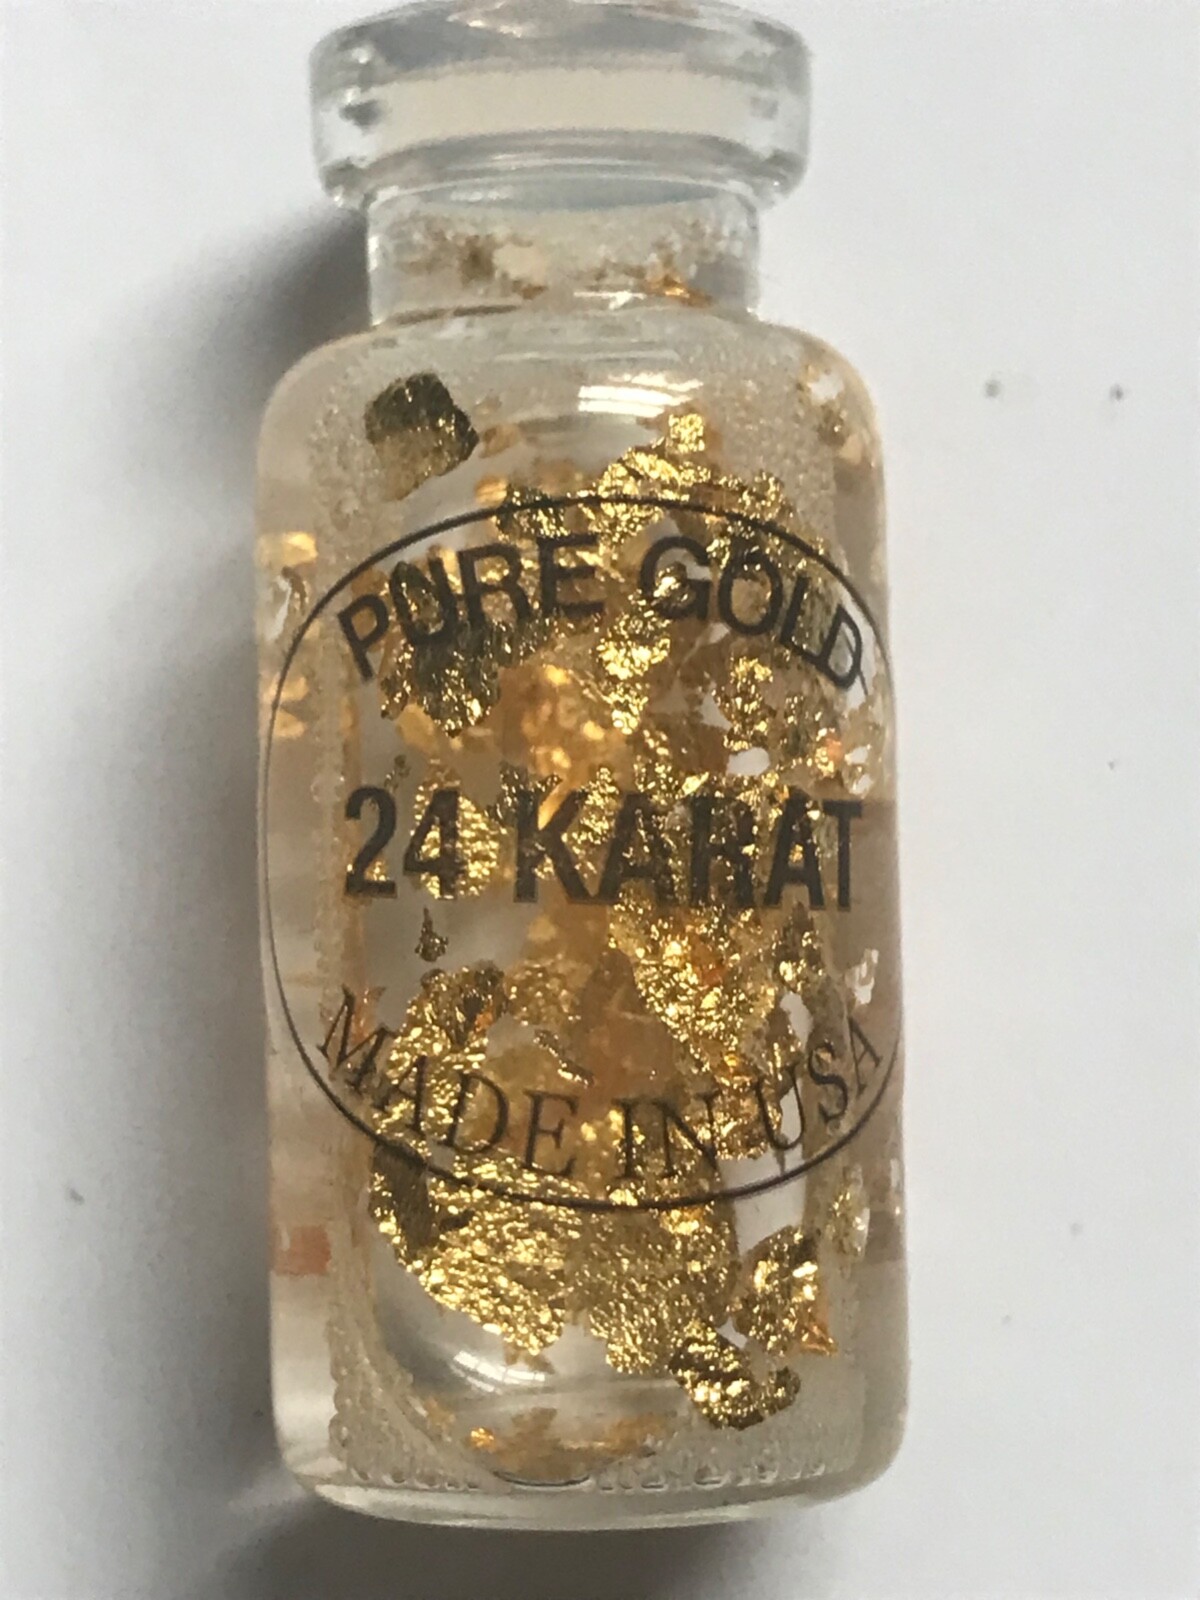 PURE GOLD
24 KARAT
MADE IN USA